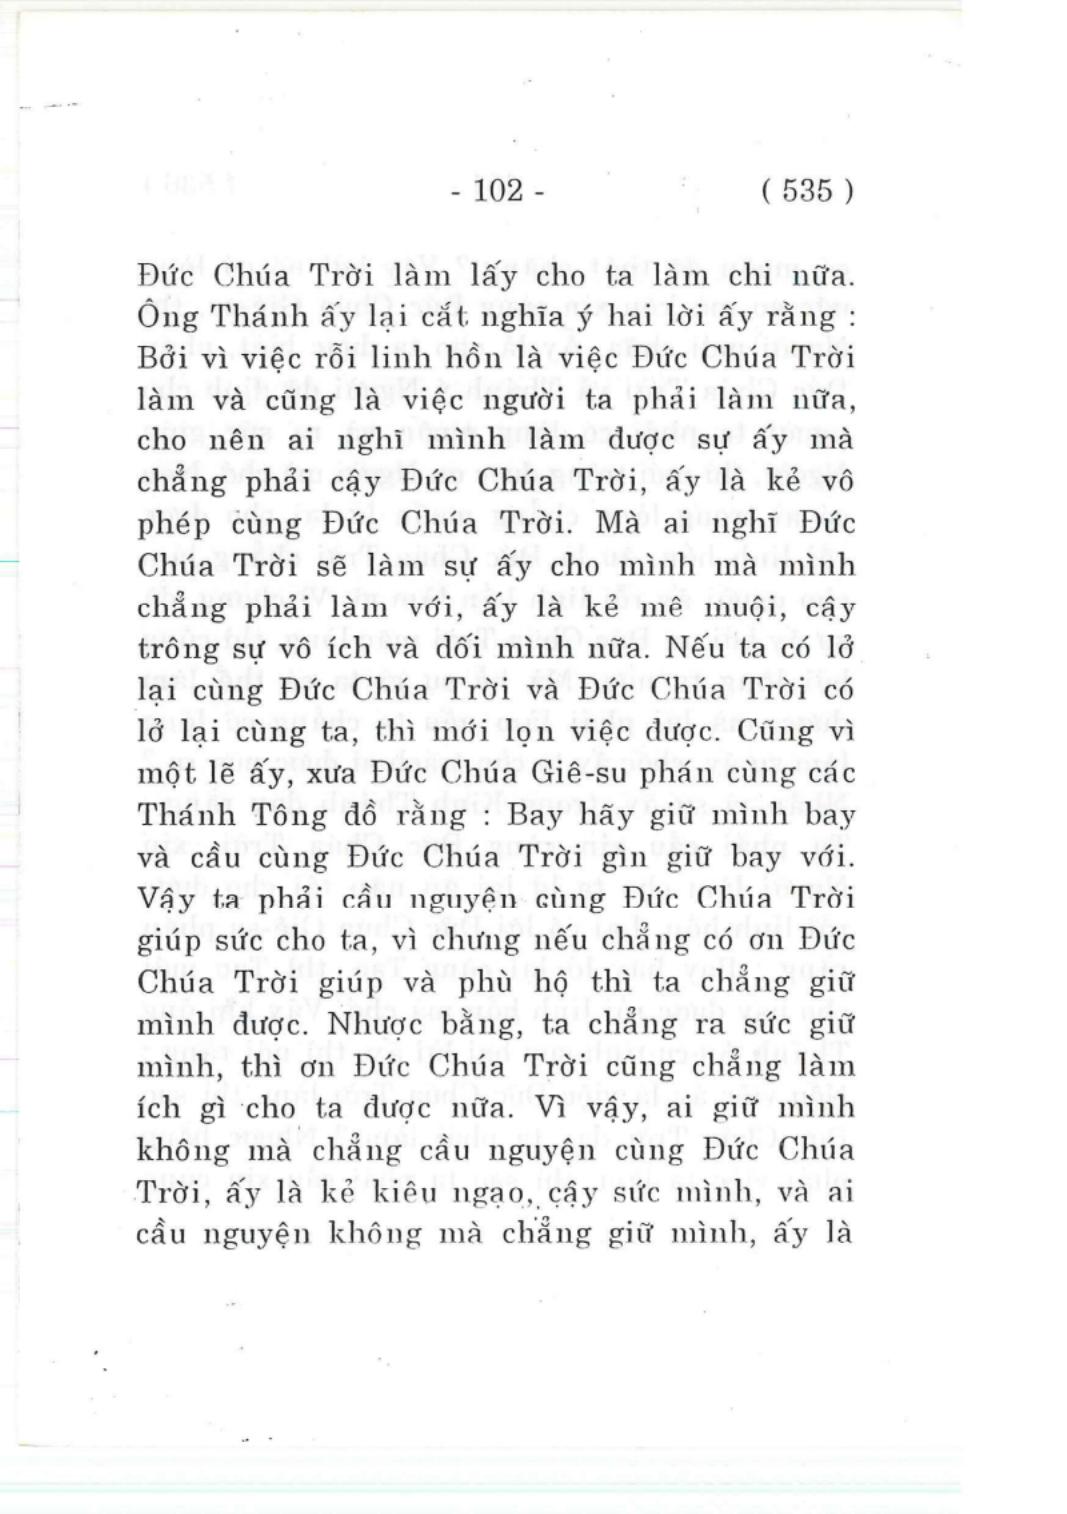 - 102 - ( 535 )
Đức Chúa Trời làm lấy cho ta làm chi nữa.
Ông Thánh ấy lại cắt nghĩa ý hai lời ấy rằng :
Bởi vì việc rỗi linh hồn là việc Đức Chúa Trời
làm và cũng là việc người ta phải làm nữa,
cho nên ai nghĩ mình làm được sự ấy mà
chẳng phải cậy Đức Chúa Trời, ấy là kẻ vô
phép cùng Đức Chúa Trời. Mà ai nghĩ Đức
Chúa Trời sẽ làm sự ấy cho mình mà mình
chẳng phải làm với, ấy là kẻ mê muội, cậy
trông sự vô ích và dối mình nữa. Nếu ta có lở
lại cùng Đức Chúa Trời và Đức Chúa Trời có
lở lại cùng ta, thì mới lọn việc được. Cũng vì
một lẽ ấy, xưa Đức Chúa Giê-su phán cùng các
Thánh Tông đồ rằng : Bay hãy giữ mình bay
và cầu cùng Đức Chúa Trời gìn giữ bay với.
Vậy ta phải cầu nguyện cùng Đức Chúa Trời
giúp sức cho ta, vì chưng nếu chẳng có ơn Đức
Chúa Trời giúp và phù hộ thì ta chẳng giữ
mình được. Nhược bằng, ta chẳng ra sức giữ
mình, thì ơn Đức Chúa Trời cũng chẳng làm
ích gì cho ta được nữa. Vì vậy, ai giữ mình
không mà chẳng cầu nguyện cùng Đức Chúa
Trời, ấy là kẻ kiêu ngạo, cậy sức mình, và ai
cầu nguyện không mà chẳng giữ mình, ấy là